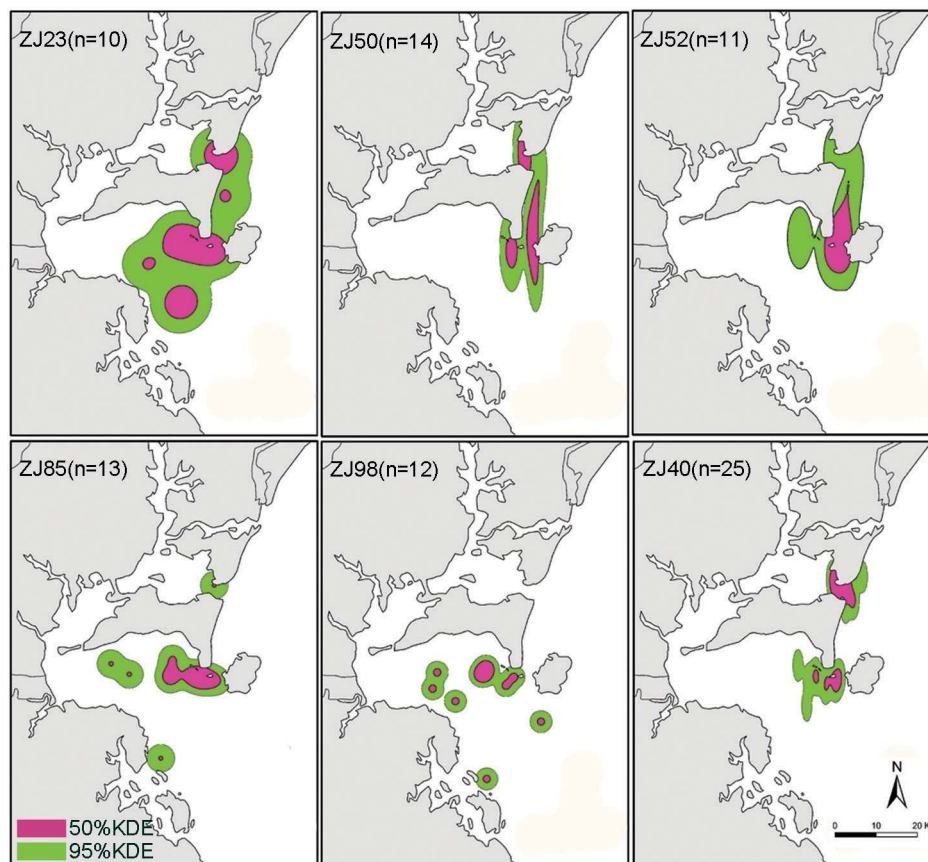 ZJ23(n=10)
ZJ50(n=14)
ZJ52(n=11)
ZJ85(n=13)
ZJ98(n=12)
ZJ40(n=25)
50%KDE
95%KDE
N
0 10 20 K